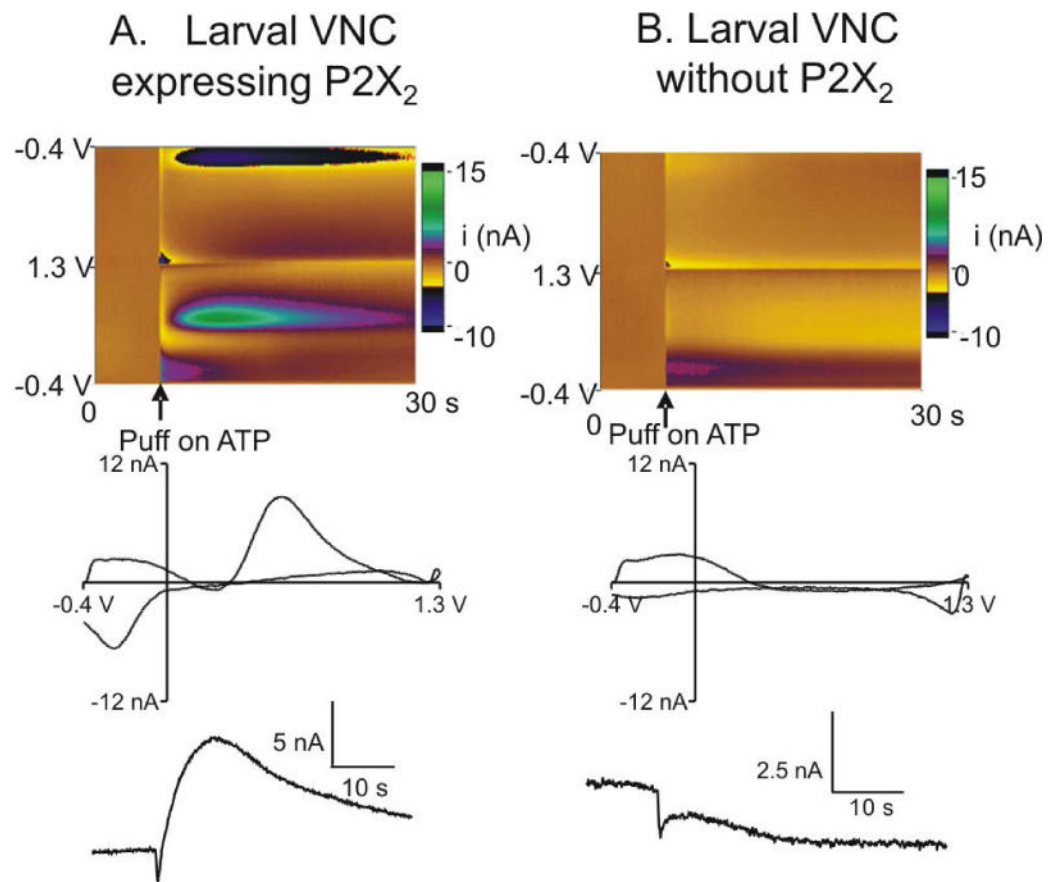 A. Larval VNC
expressing P2X₂
-0.4 V
1.3 V
-0.4 V
0
30 s
15
i (nA)
0
-10
Puff on ATP
12 nA
-0.4 V
1.3 V
-12 nA
5 nA
10 s
B. Larval VNC
without P2X₂
-0.4 V
1.3 V
-0.4 V
0
30 s
15
i (nA)
0
-10
Puff on ATP
12 nA
-0.4 V
1.3 V
-12 nA
2.5 nA
10 s